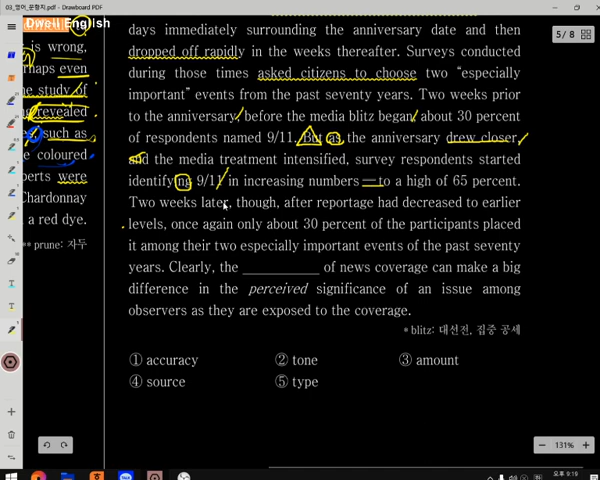 03_영어_문항지.pdf - Drawboard PDF
Dwell English
5 / 8
is wrong,
rhaps even
ne study of
revealed
such as
e coloured
perts were
Chardonnay
a red dye.
** prune: 자두
days immediately surrounding the anniversary date and then
dropped off rapidly in the weeks thereafter. Surveys conducted
during those times asked citizens to choose two “especially
important” events from the past seventy years. Two weeks prior
to the anniversary, before the media blitz began, about 30 percent
of respondents named 9/11. But as the anniversary drew closer,
and the media treatment intensified, survey respondents started
identifying 9/11 in increasing numbers — to a high of 65 percent.
Two weeks later, though, after reportage had decreased to earlier
levels, once again only about 30 percent of the participants placed
it among their two especially important events of the past seventy
years. Clearly, the ____________ of news coverage can make a big
difference in the perceived significance of an issue among
observers as they are exposed to the coverage.
* blitz: 대선전, 집중 공세
① accuracy ② tone ③ amount
④ source ⑤ type
131%
오후 9:19